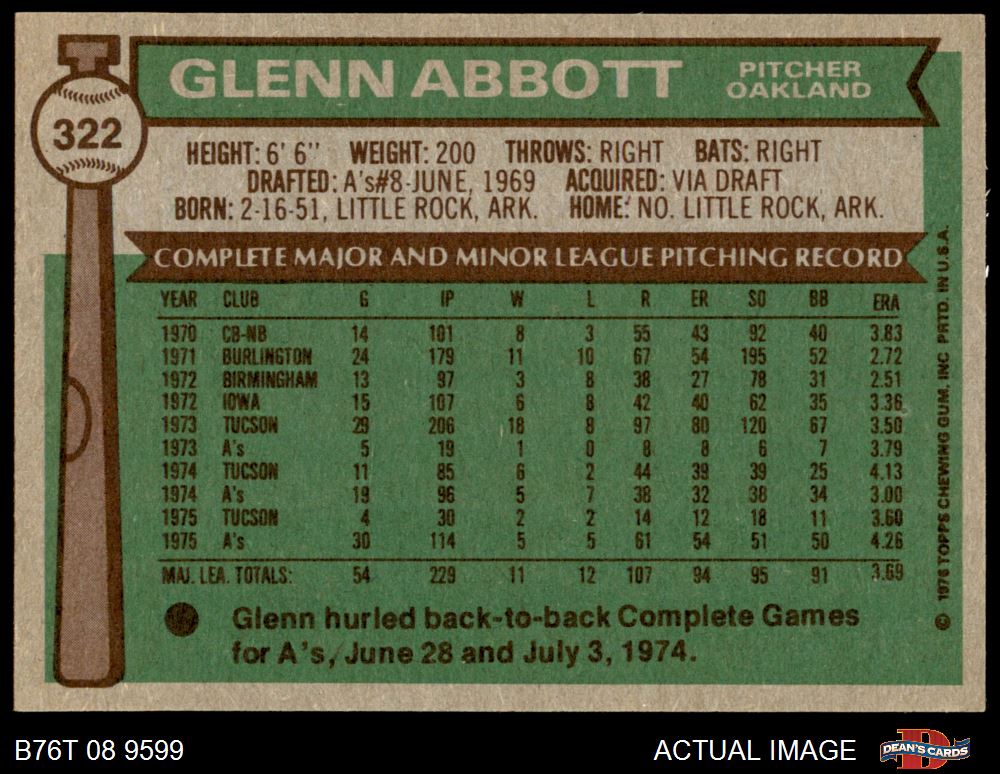 GLENN ABBOTT PITCHER OAKLAND
322
HEIGHT: 6' 6" WEIGHT: 200 THROWS: RIGHT BATS: RIGHT
DRAFTED: A's#8-JUNE, 1969 ACQUIRED: VIA DRAFT
BORN: 2-16-51, LITTLE ROCK, ARK. HOME: NO. LITTLE ROCK, ARK.
COMPLETE MAJOR AND MINOR LEAGUE PITCHING RECORD
YEAR CLUB G IP W L R ER SO BB ERA
1970 CB-NB 14 101 8 3 55 43 92 40 3.83
1971 BURLINGTON 24 179 11 10 67 54 195 52 2.72
1972 BIRMINGHAM 13 97 3 8 38 27 78 31 2.51
1972 IOWA 15 107 6 8 42 40 62 35 3.36
1973 TUCSON 29 206 18 8 97 80 120 67 3.50
1973 A's 5 19 1 0 8 8 6 7 3.79
1974 TUCSON 11 85 6 2 44 39 39 25 4.13
1974 A's 19 96 5 7 38 32 38 34 3.00
1975 TUCSON 4 30 2 2 14 12 18 11 3.60
1975 A's 30 114 5 5 61 54 51 50 4.26
MAJ. LEA. TOTALS: 54 229 11 12 107 94 95 91 3.69
Glenn hurled back-to-back Complete Games
for A's, June 28 and July 3, 1974.
© 1976 TOPPS CHEWING GUM, INC PRTD. IN U.S.A.
B76T 08 9599 ACTUAL IMAGE DEAN'S CARDS